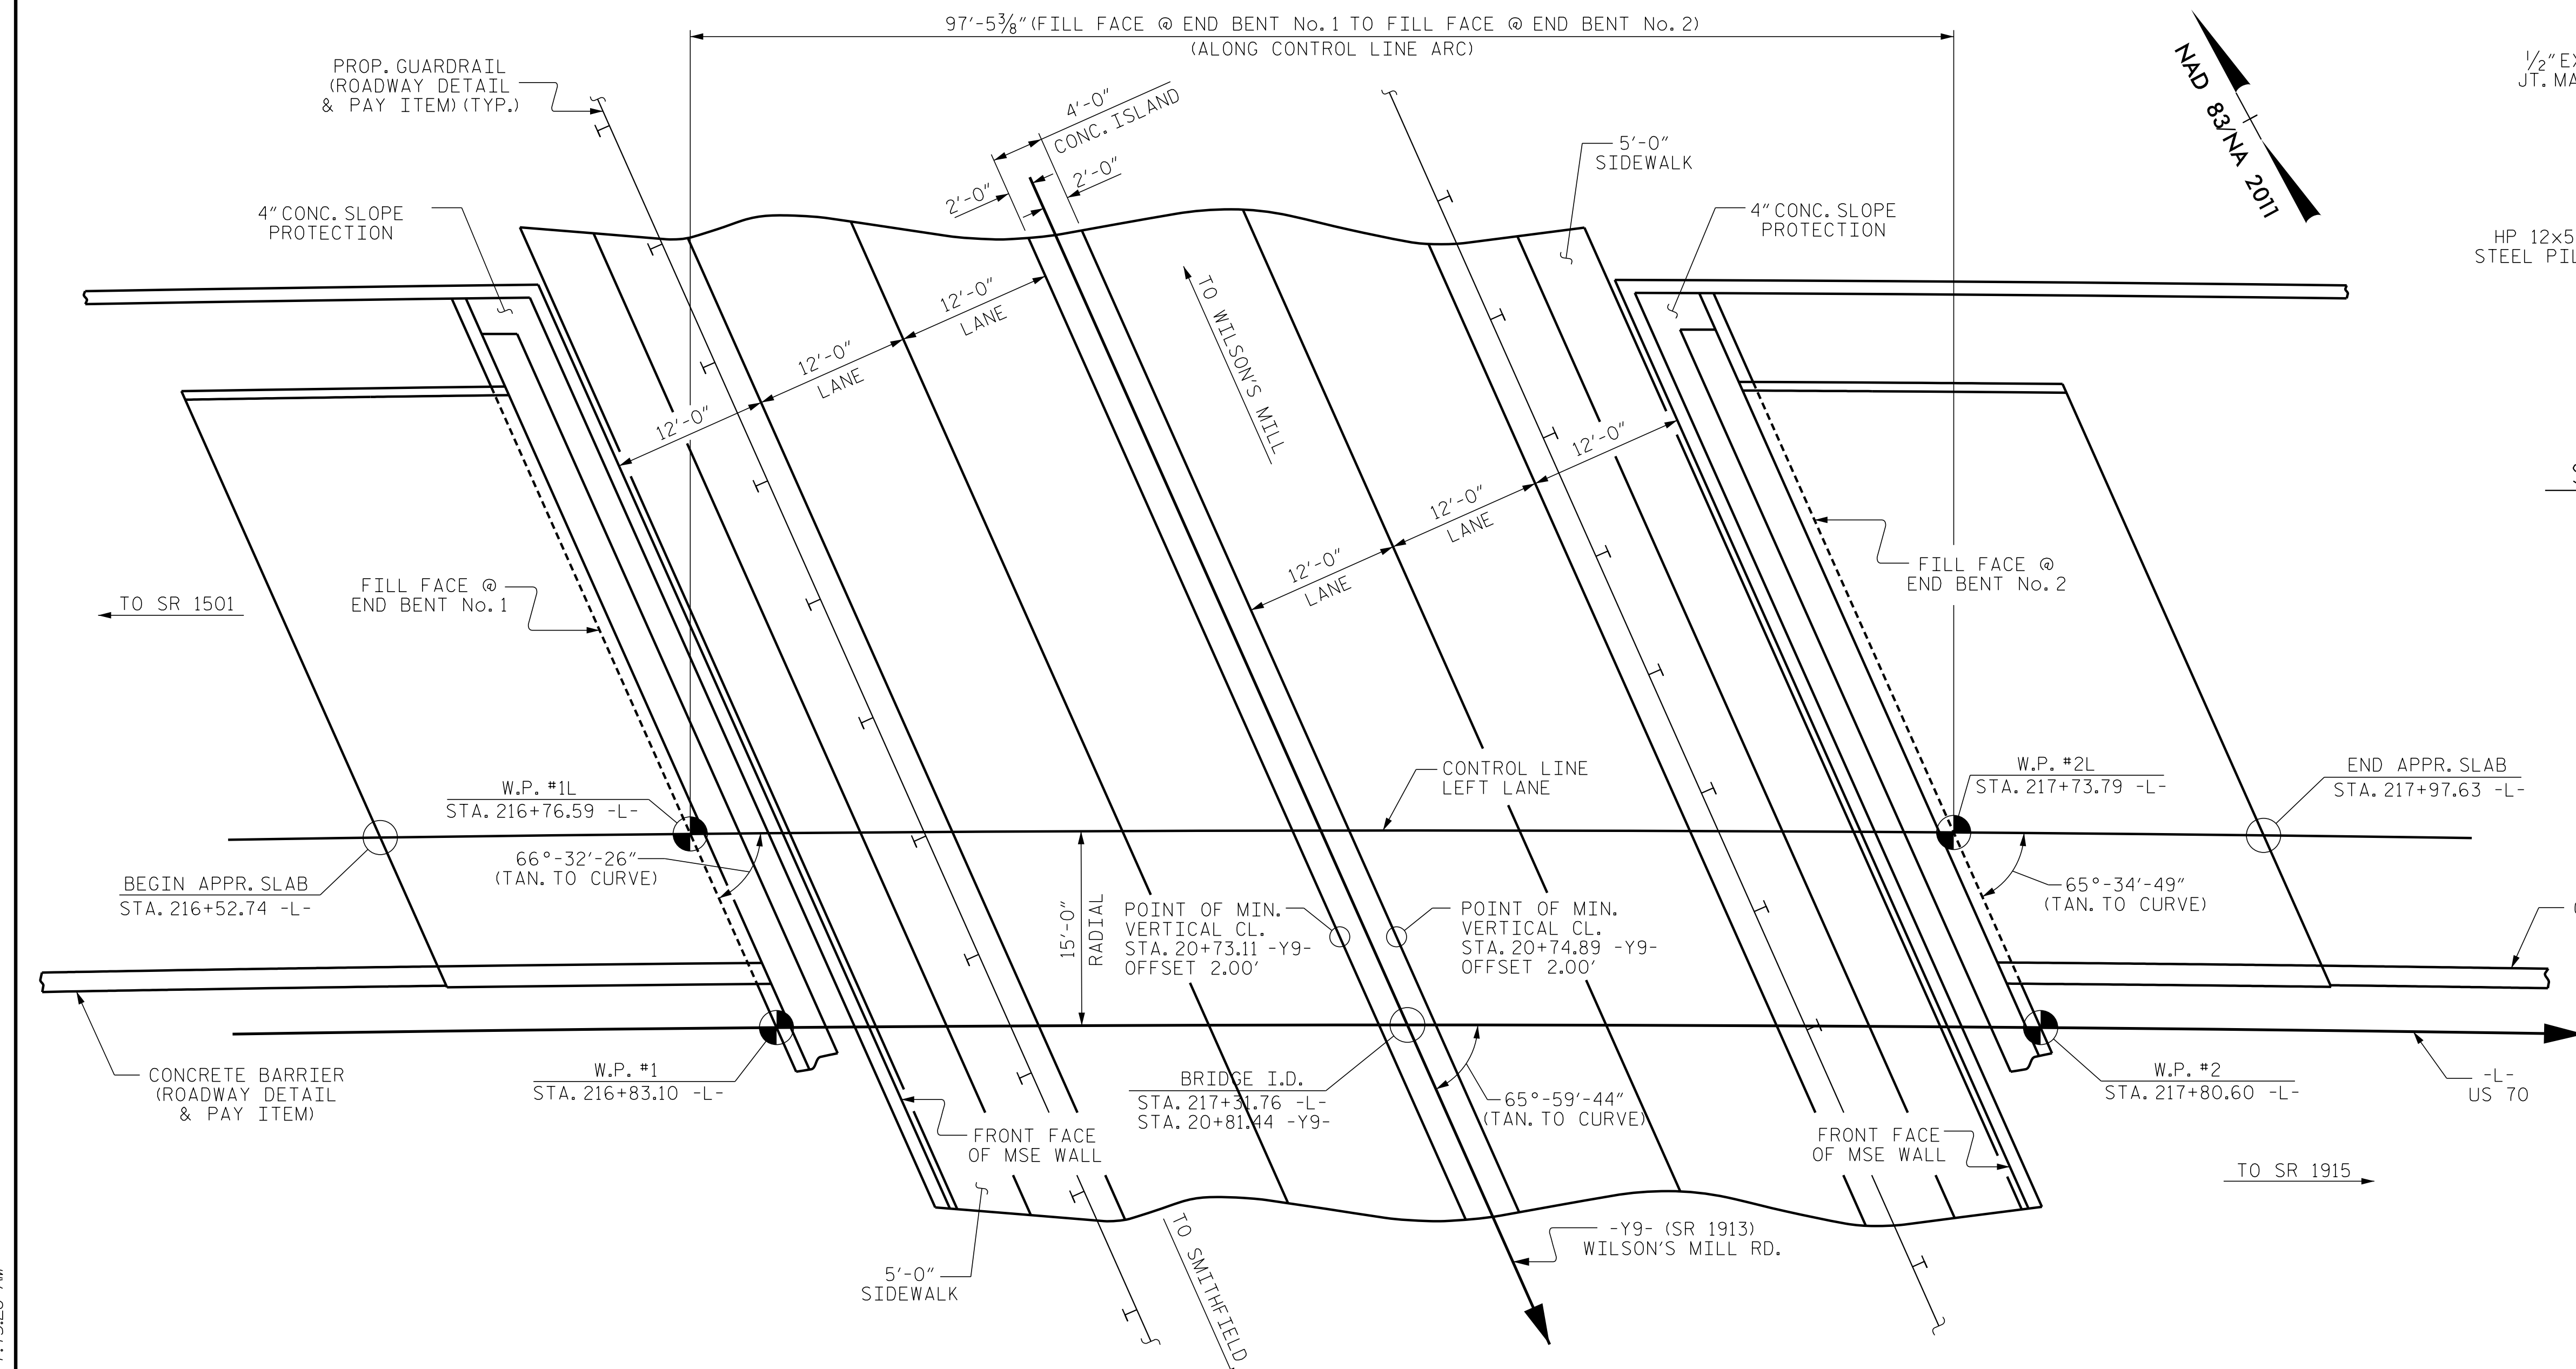 97'-5⅜" (FILL FACE @ END BENT No. 1 TO FILL FACE @ END BENT No. 2)
(ALONG CONTROL LINE ARC)
PROP. GUARDRAIL
(ROADWAY DETAIL
& PAY ITEM) (TYP.)
4'-0"
CONC. ISLAND
2'-0"
2'-0"
5'-0"
SIDEWALK
NAD 83/NA 2011
½" EX
JT. MA
4" CONC. SLOPE
PROTECTION
4" CONC. SLOPE
PROTECTION
HP 12x5
STEEL PIL
12'-0"
LANE
12'-0"
LANE
12'-0"
TO WILSON'S MILL
12'-0"
12'-0"
LANE
12'-0"
LANE
FILL FACE @
END BENT No. 1
FILL FACE @
END BENT No. 2
TO SR 1501
W.P. #1L
STA. 216+76.59 -L-
CONTROL LINE
LEFT LANE
W.P. #2L
STA. 217+73.79 -L-
END APPR. SLAB
STA. 217+97.63 -L-
66°-32'-26"
(TAN. TO CURVE)
BEGIN APPR. SLAB
STA. 216+52.74 -L-
15'-0"
RADIAL
POINT OF MIN.
VERTICAL CL.
STA. 20+73.11 -Y9-
OFFSET 2.00'
POINT OF MIN.
VERTICAL CL.
STA. 20+74.89 -Y9-
OFFSET 2.00'
65°-34'-49"
(TAN. TO CURVE)
CONCRETE BARRIER
(ROADWAY DETAIL
& PAY ITEM)
W.P. #1
STA. 216+83.10 -L-
BRIDGE I.D.
STA. 217+31.76 -L-
STA. 20+81.44 -Y9-
65°-59'-44"
(TAN. TO CURVE)
W.P. #2
STA. 217+80.60 -L-
-L-
US 70
FRONT FACE
OF MSE WALL
FRONT FACE
OF MSE WALL
TO SR 1915
5'-0"
SIDEWALK
TO SMITHFIELD
-Y9- (SR 1913)
WILSON'S MILL RD.